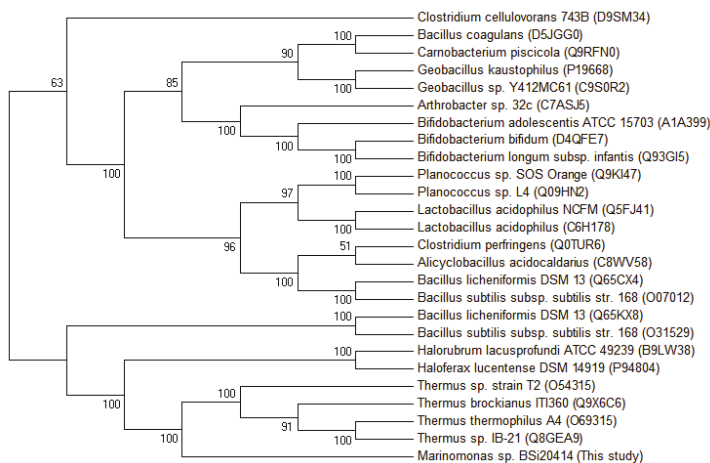 Clostridium cellulovorans 743B (D9SM34)
100
Bacillus coagulans (D5JGG0)
90
Carnobacterium piscicola (Q9RFN0)
63
85
Geobacillus kaustophilus (P19668)
100
Geobacillus sp. Y412MC61 (C9S0R2)
Arthrobacter sp. 32c (C7ASJ5)
100
Bifidobacterium adolescentis ATCC 15703 (A1A399)
100
Bifidobacterium bifidum (D4QFE7)
100
Bifidobacterium longum subsp. infantis (Q93GI5)
100
100
Planococcus sp. SOS Orange (Q9KI47)
97
Planococcus sp. L4 (Q09HN2)
Lactobacillus acidophilus NCFM (Q5FJ41)
100
Lactobacillus acidophilus (C6H178)
96
51
Clostridium perfringens (Q0TUR6)
Alicyclobacillus acidocaldarius (C8WV58)
100
Bacillus licheniformis DSM 13 (Q65CX4)
100
Bacillus subtilis subsp. subtilis str. 168 (O07012)
Bacillus licheniformis DSM 13 (Q65KX8)
100
Bacillus subtilis subsp. subtilis str. 168 (O31529)
100
Halorubrum lacusprofundi ATCC 49239 (B9LW38)
100
Haloferax lucentense DSM 14919 (P94804)
100
Thermus sp. strain T2 (O54315)
Thermus brockianus ITI360 (Q9X6C6)
91
Thermus thermophilus A4 (O69315)
100
Thermus sp. IB-21 (Q8GEA9)
100
Marinomonas sp. BSi20414 (This study)